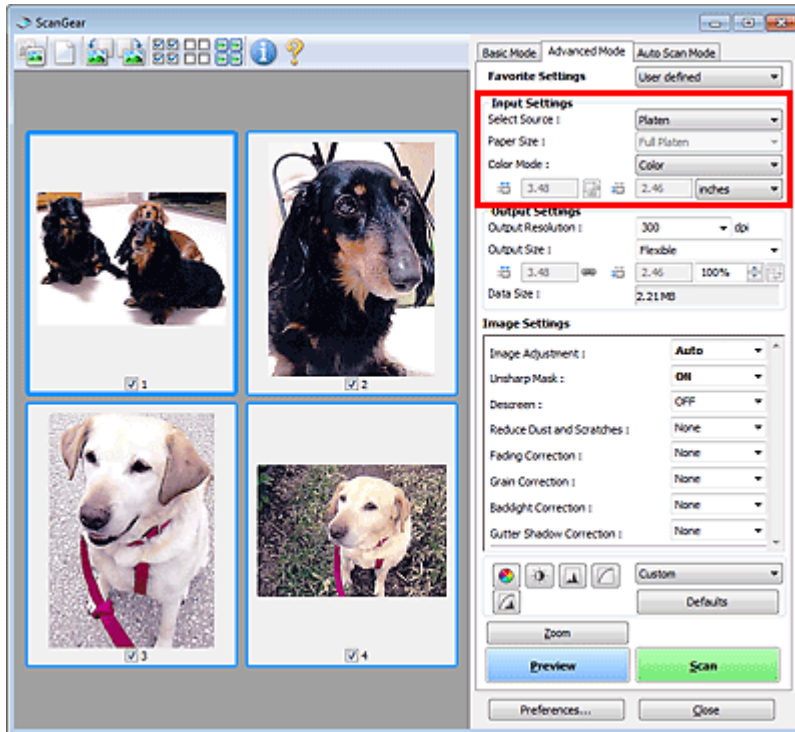 ScanGear
Basic Mode Advanced Mode Auto Scan Mode
Favorite Settings User defined
Input Settings
Select Source : Platen
Paper Size : Full Platen
Color Mode : Color
3.48 2.46 inches
Output Settings
Output Resolution : 300 dpi
Output Size : Flexible
3.48 2.46 100%
Data Size : 2.21 MB
Image Settings
Image Adjustment : Auto
Unsharp Mask : ON
Descreen : OFF
Reduce Dust and Scratches : None
Fading Correction : None
Grain Correction : None
Backlight Correction : None
Gutter Shadow Correction : None
Custom
Defaults
Zoom
Preview Scan
Preferences... Close
1 2
3 4